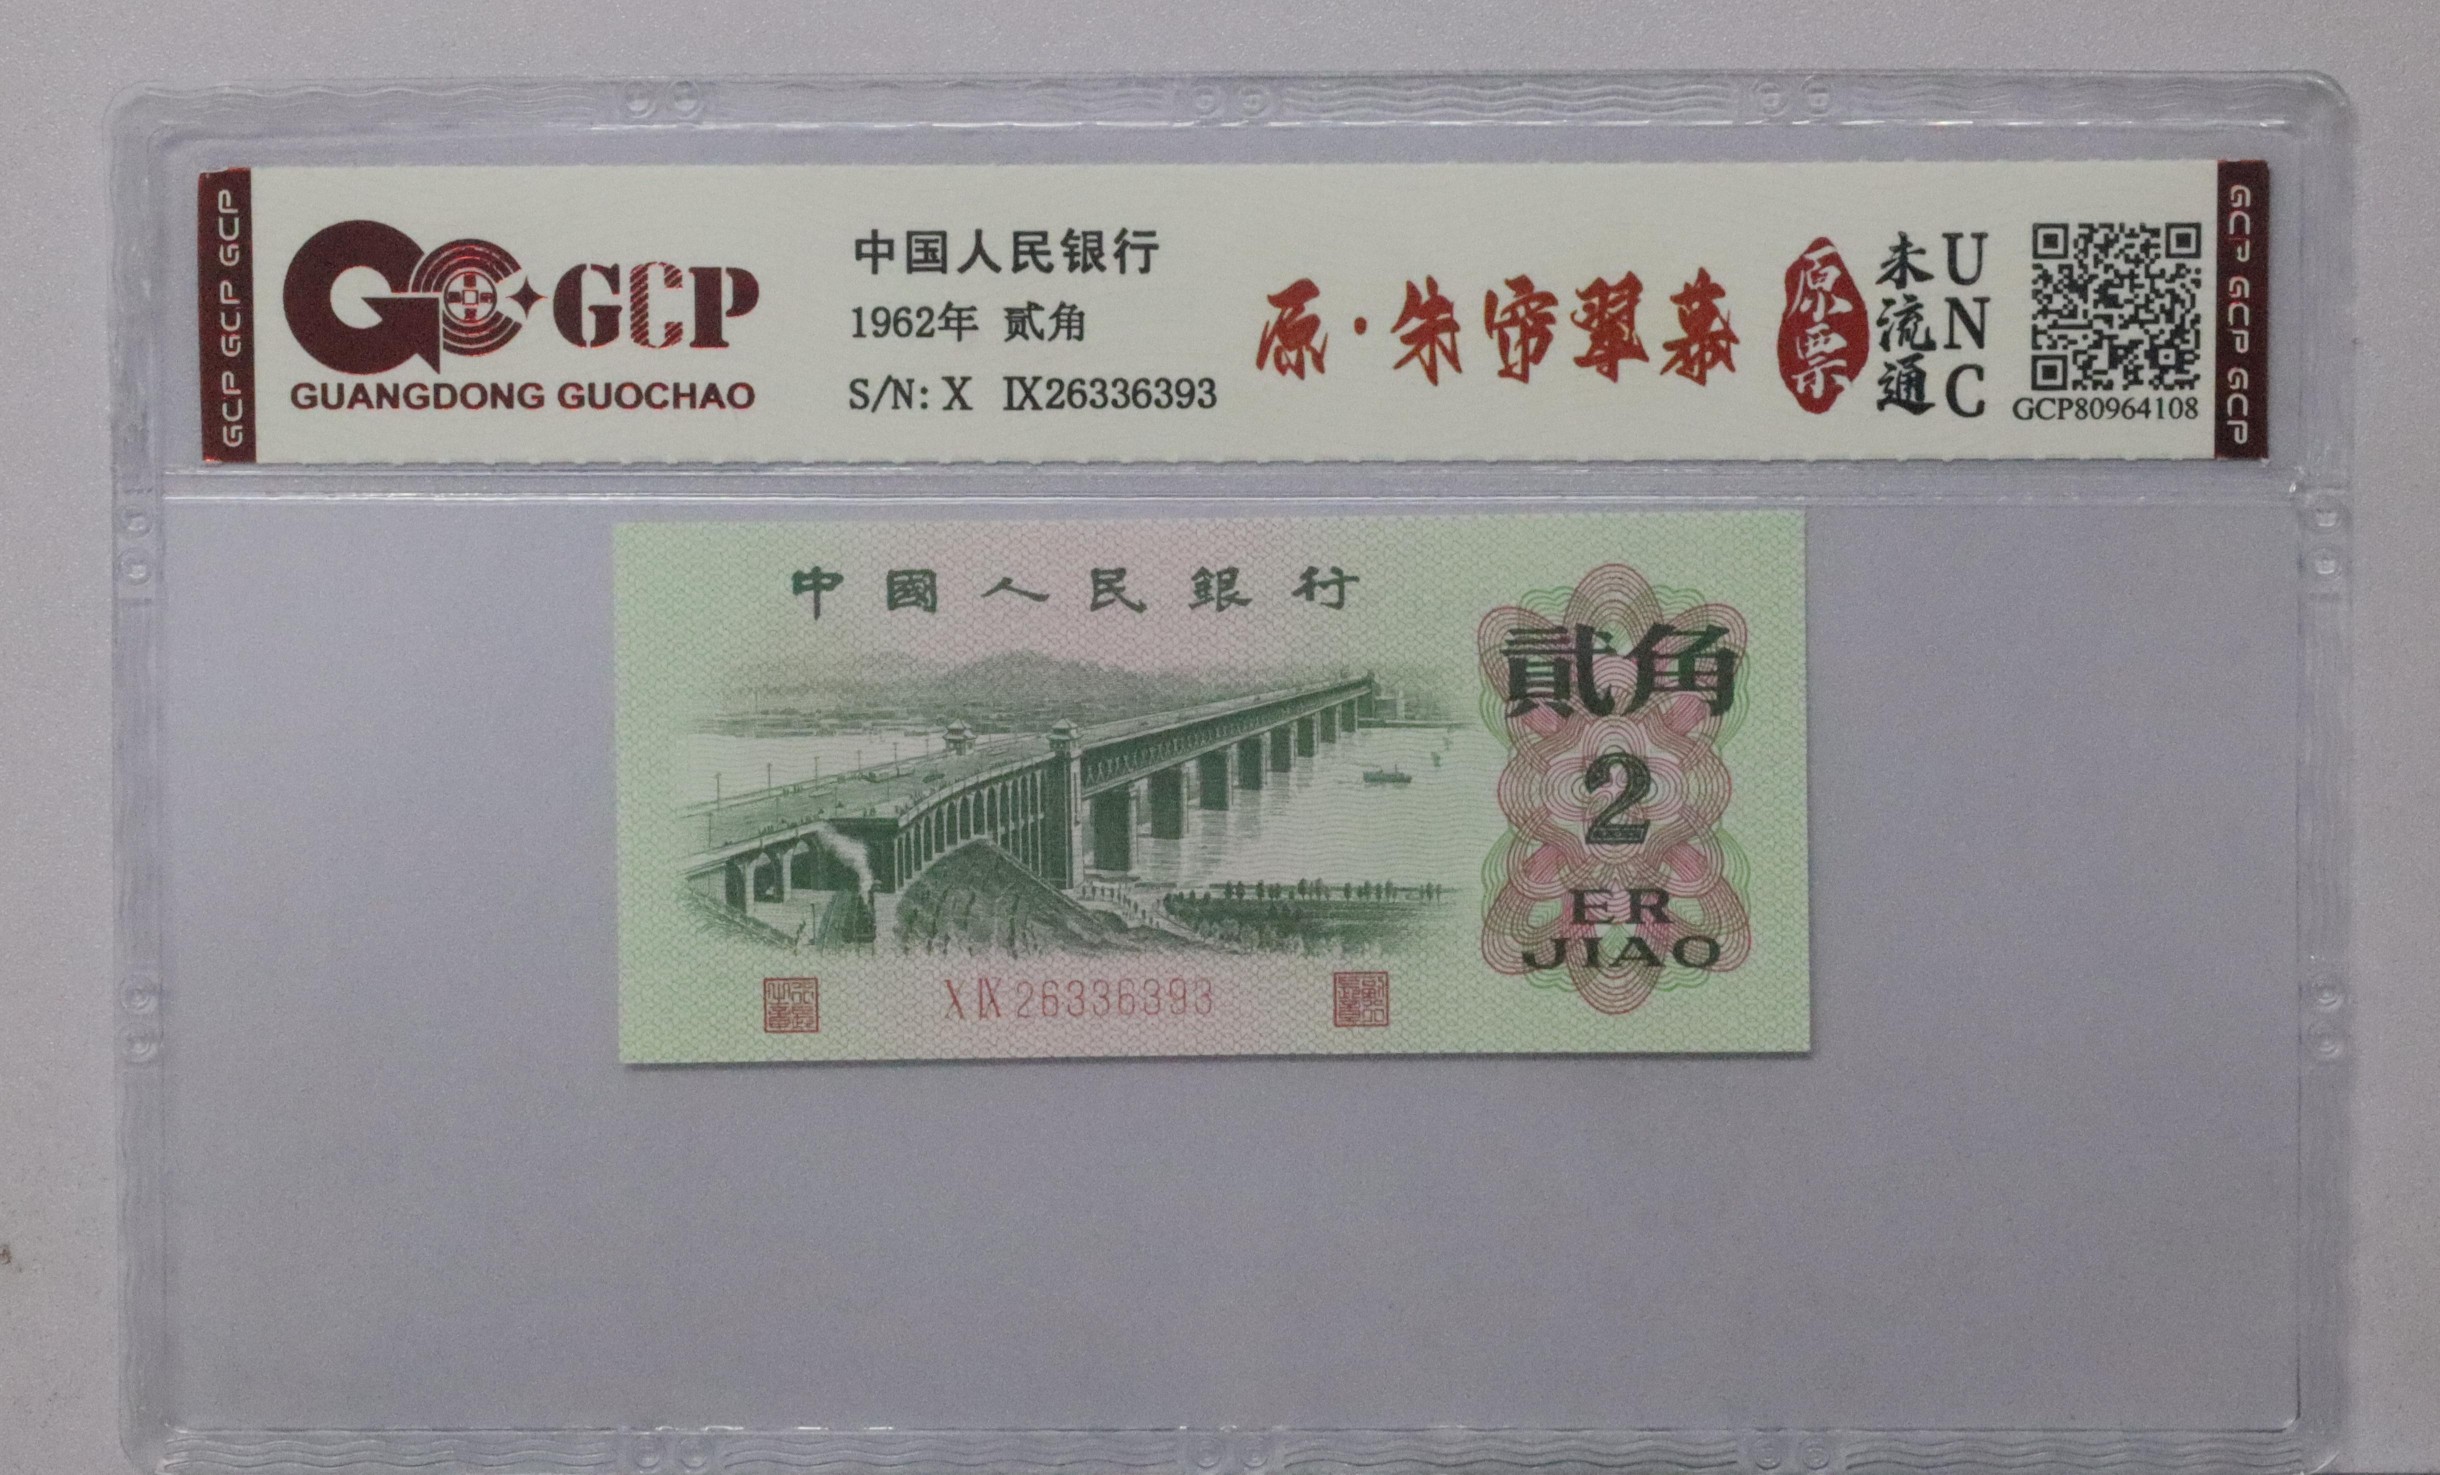 GCP GCP GCP
GCP
GUANGDONG GUOCHAO
中国人民银行
1962年 贰角
S/N: X IX26336393
原·朱帘翠幕
原票
未流通
UNC
GCP80964108
GCP GCP GCP
中國人民銀行
貳角
2
ER
JIAO
X IX 26336393